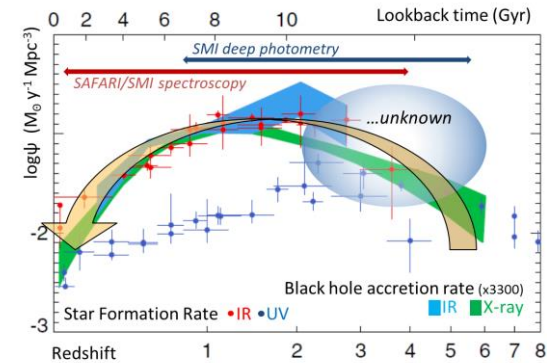 0 2 4 6 8 10 Lookback time (Gyr)
SMI deep photometry
SAFARI/SMI spectroscopy
...unknown
logψ (M⊙ y⁻¹ Mpc⁻³)
-2
Black hole accretion rate (x3300)
Star Formation Rate IR UV IR X-ray
-3
Redshift 1 2 3 4 5 6 7 8